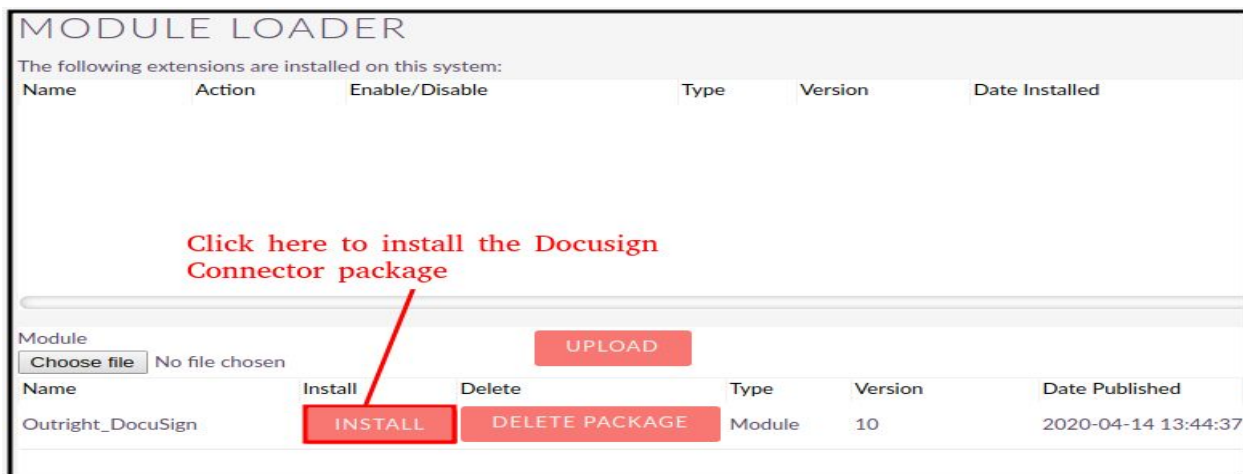 MODULE LOADER
The following extensions are installed on this system:
Name Action Enable/Disable Type Version Date Installed
Click here to install the Docusign
Connector package
Module
UPLOAD
Choose file No file chosen
Name Install Delete Type Version Date Published
Outright_DocuSign INSTALL DELETE PACKAGE Module 10 2020-04-14 13:44:37